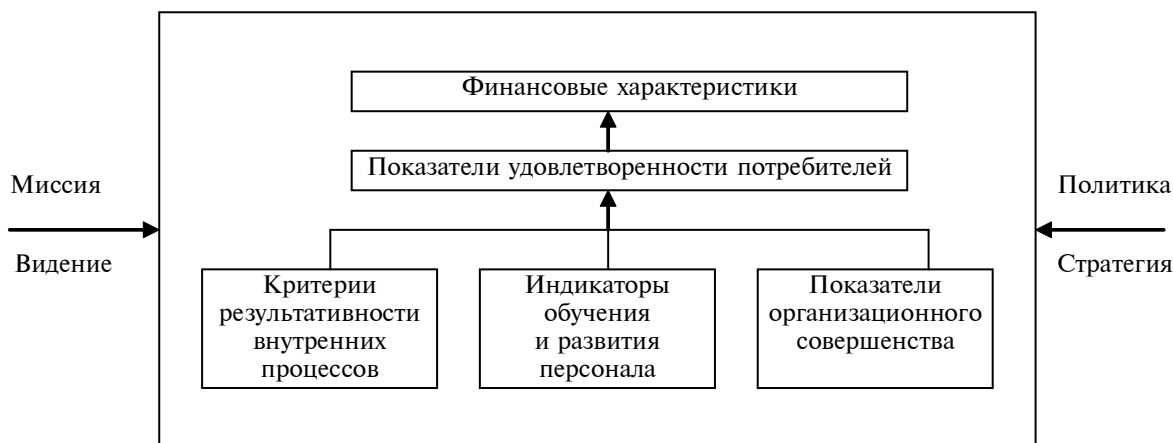 Финансовые характеристики
Показатели удовлетворенности потребителей
Миссия
Видение
Политика
Стратегия
Критерии
результативности
внутренних
процессов
Индикаторы
обучения
и развития
персонала
Показатели
организационного
совершенства